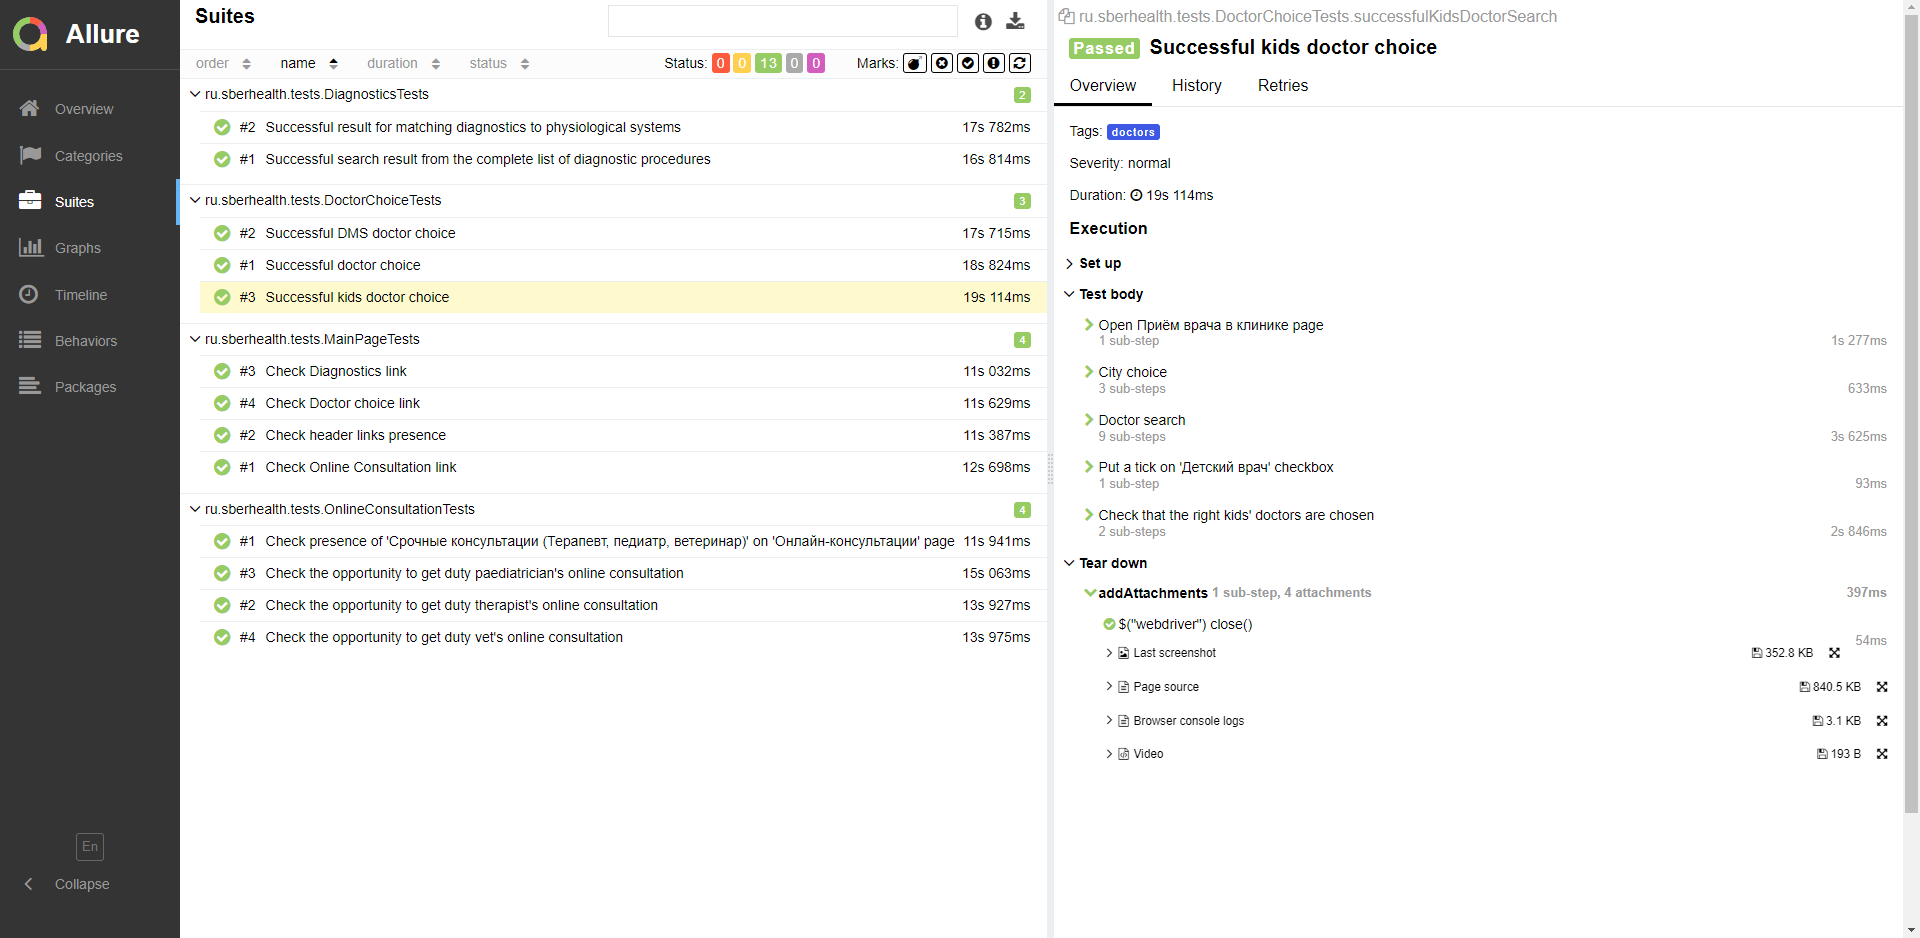 Allure
Overview
Categories
Suites
Graphs
Timeline
Behaviors
Packages
En
Collapse
Suites
order name duration status Status: 0 0 13 0 0 Marks:
ru.sberhealth.tests.DiagnosticsTests 2
#2 Successful result for matching diagnostics to physiological systems 17s 782ms
#1 Successful search result from the complete list of diagnostic procedures 16s 814ms
ru.sberhealth.tests.DoctorChoiceTests 3
#2 Successful DMS doctor choice 17s 715ms
#1 Successful doctor choice 18s 824ms
#3 Successful kids doctor choice 19s 114ms
ru.sberhealth.tests.MainPageTests 4
#3 Check Diagnostics link 11s 032ms
#4 Check Doctor choice link 11s 629ms
#2 Check header links presence 11s 387ms
#1 Check Online Consultation link 12s 698ms
ru.sberhealth.tests.OnlineConsultationTests 4
#1 Check presence of 'Срочные консультации (Терапевт, педиатр, ветеринар)' on 'Онлайн-консультации' page 11s 941ms
#3 Check the opportunity to get duty paediatrician's online consultation 15s 063ms
#2 Check the opportunity to get duty therapist's online consultation 13s 927ms
#4 Check the opportunity to get duty vet's online consultation 13s 975ms
ru.sberhealth.tests.DoctorChoiceTests.successfulKidsDoctorSearch
Passed Successful kids doctor choice
Overview History Retries
Tags: doctors
Severity: normal
Duration: 19s 114ms
Execution
Set up
Test body
Open Приём врача в клинике page
1 sub-step 1s 277ms
City choice
3 sub-steps 633ms
Doctor search
9 sub-steps 3s 625ms
Put a tick on 'Детский врач' checkbox
1 sub-step 93ms
Check that the right kids' doctors are chosen
2 sub-steps 2s 846ms
Tear down
addAttachments 1 sub-step, 4 attachments 397ms
$("webdriver") close()
54ms
Last screenshot 352.8 KB
Page source 840.5 KB
Browser console logs 3.1 KB
Video 193 B